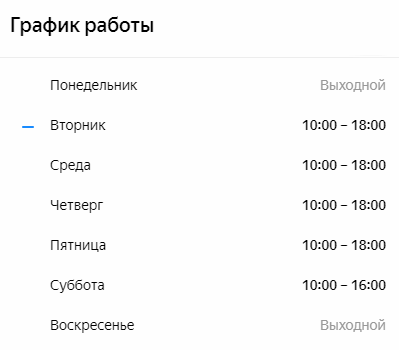 График работы
Понедельник Выходной
Вторник 10:00 – 18:00
Среда 10:00 – 18:00
Четверг 10:00 – 18:00
Пятница 10:00 – 18:00
Суббота 10:00 – 16:00
Воскресенье Выходной